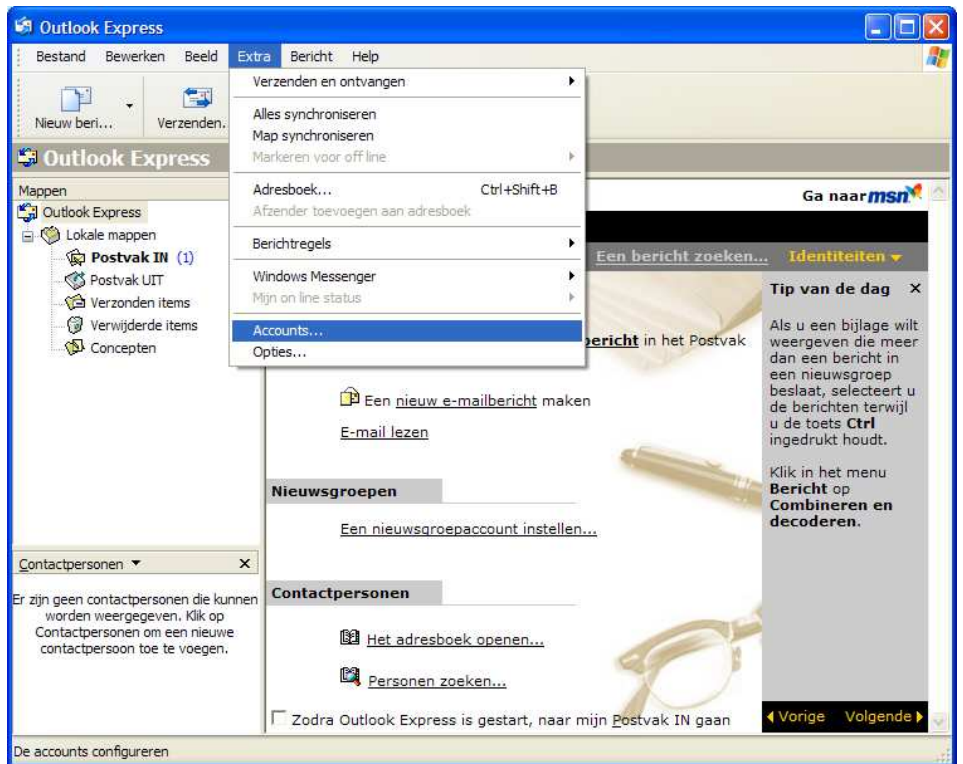 Outlook Express
Bestand Bewerken Beeld Extra Bericht Help
Nieuw beri... Verzenden.
Verzenden en ontvangen
Alles synchroniseren
Map synchroniseren
Markeren voor off line
Adresboek... Ctrl+Shift+B
Afzender toevoegen aan adresboek
Berichtregels
Windows Messenger
Mijn on line status
Accounts...
Opties...
Outlook Express
Mappen
Outlook Express
Lokale mappen
Postvak IN (1)
Postvak UIT
Verzonden items
Verwijderde items
Concepten
Contactpersonen
Er zijn geen contactpersonen die kunnen
worden weergegeven. Klik op
Contactpersonen om een nieuwe
contactpersoon toe te voegen.
Ga naar msn
Een bericht zoeken... Identiteiten
bericht in het Postvak
Een nieuw e-mailbericht maken
E-mail lezen
Nieuwsgroepen
Een nieuwsgroepaccount instellen...
Contactpersonen
Het adresboek openen...
Personen zoeken...
Zodra Outlook Express is gestart, naar mijn Postvak IN gaan
Tip van de dag
Als u een bijlage wilt
weergeven die meer
dan een bericht in
een nieuwsgroep
beslaat, selecteert u
de berichten terwijl
u de toets Ctrl
ingedrukt houdt.
Klik in het menu
Bericht op
Combineren en
decoderen.
Vorige Volgende
De accounts configureren